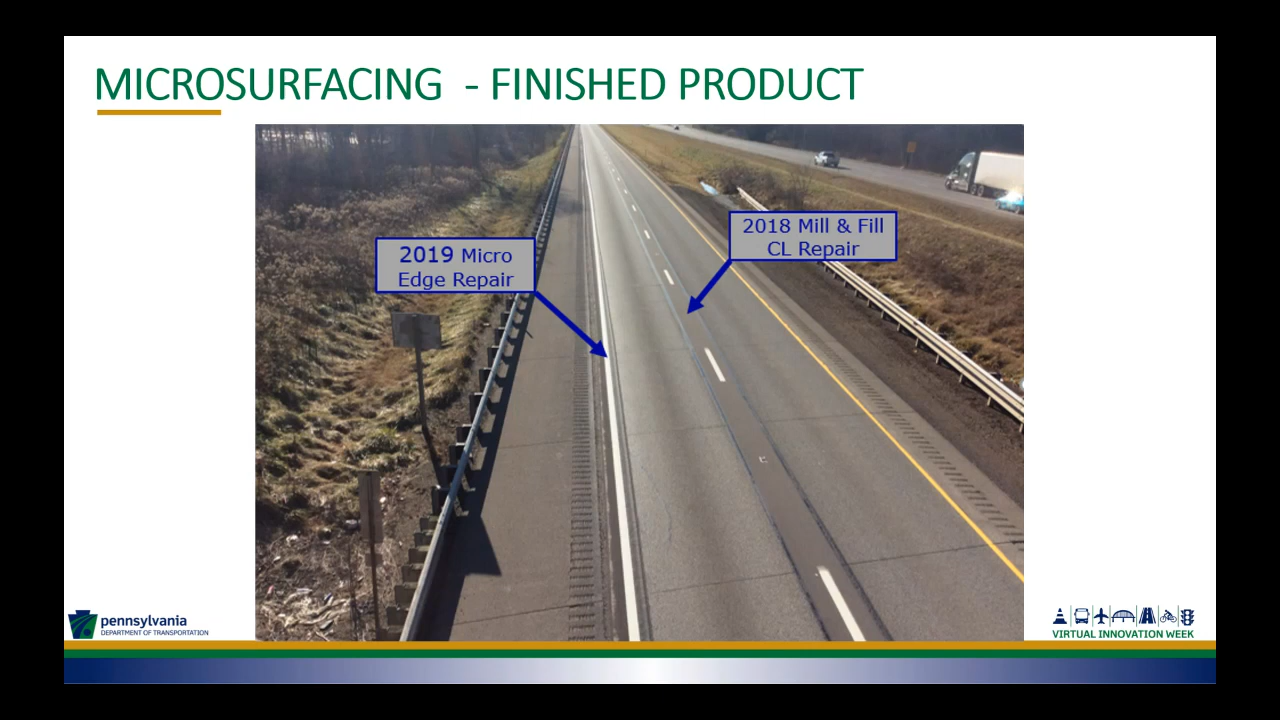 MICROSURFACING - FINISHED PRODUCT
2019 Micro
Edge Repair
2018 Mill & Fill
CL Repair
pennsylvania
DEPARTMENT OF TRANSPORTATION
VIRTUAL INNOVATION WEEK